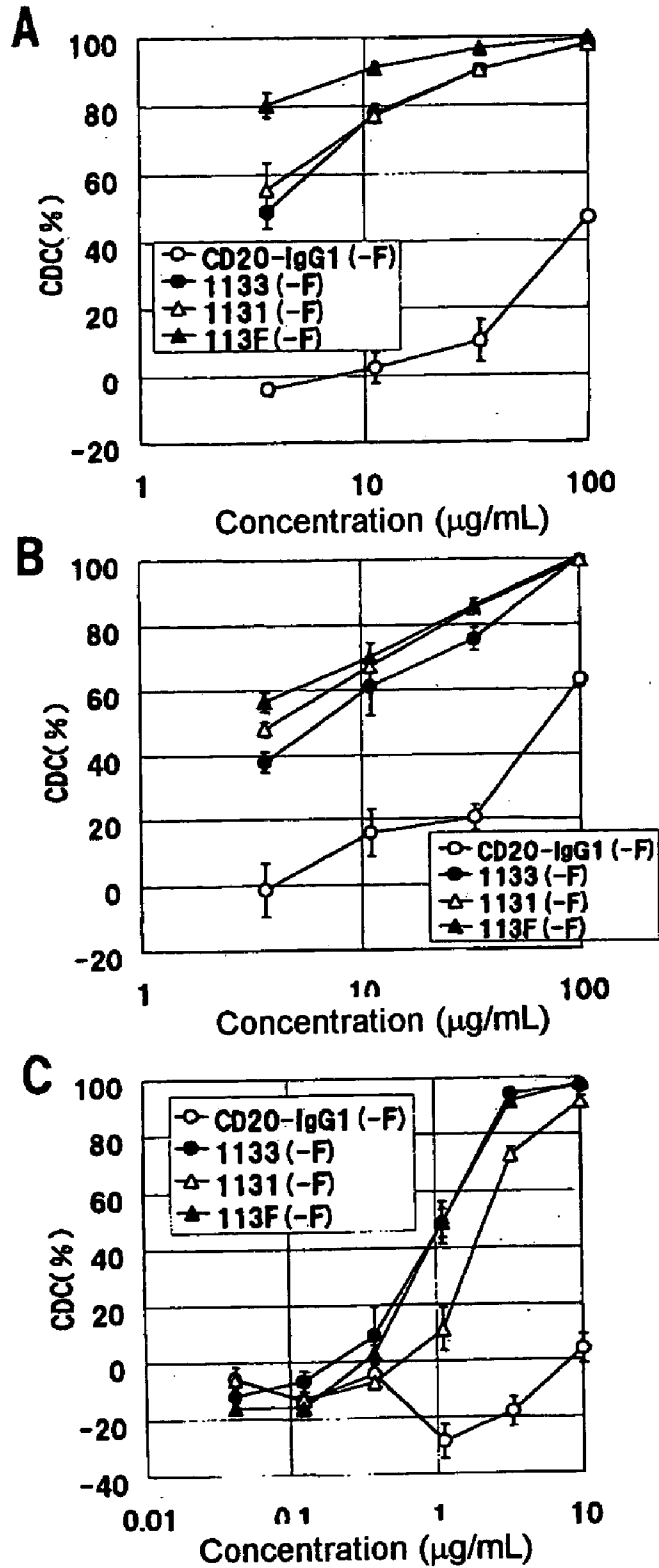 A
100
80
60
40
20
0
-20
CDC(%)
CD20-IgG1(-F)
1133(-F)
1131(-F)
113F(-F)
1 10 100
Concentration (µg/mL)
B
100
80
60
40
20
0
-20
CDC(%)
CD20-IgG1(-F)
1133(-F)
1131(-F)
113F(-F)
1 10 100
Concentration (µg/mL)
C
100
80
60
40
20
0
-20
-40
CDC(%)
CD20-IgG1(-F)
1133(-F)
1131(-F)
113F(-F)
0.01 0.1 1 10
Concentration (µg/mL)